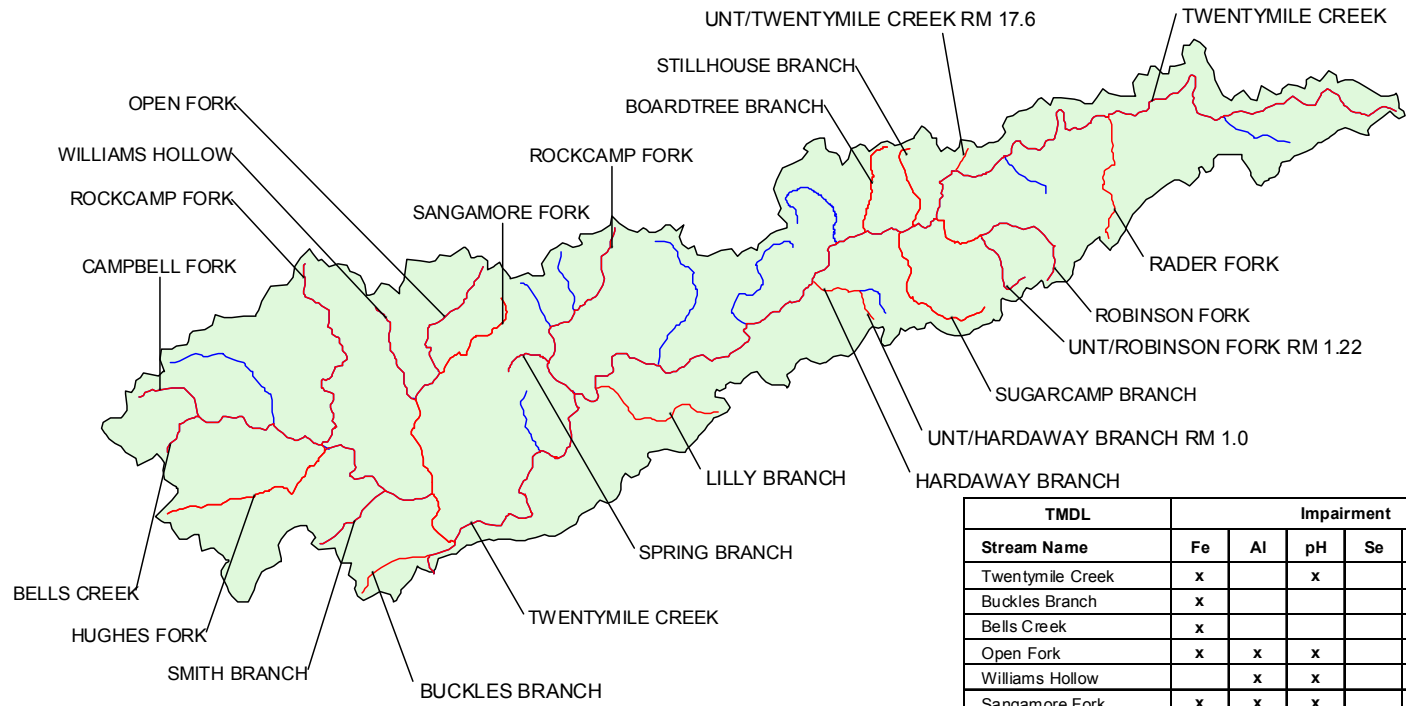 UNT/TWENTYMILE CREEK RM 17.6
TWENTYMILE CREEK
STILLHOUSE BRANCH
BOARDTREE BRANCH
OPEN FORK
WILLIAMS HOLLOW
ROCKCAMP FORK
ROCKCAMP FORK
SANGAMORE FORK
CAMPBELL FORK
RADER FORK
ROBINSON FORK
UNT/ROBINSON FORK RM 1.22
SUGARCAMP BRANCH
UNT/HARDAWAY BRANCH RM 1.0
LILLY BRANCH
HARDAWAY BRANCH
SPRING BRANCH
BELLS CREEK
TWENTYMILE CREEK
HUGHES FORK
SMITH BRANCH
BUCKLES BRANCH
TMDL Impairment
Stream Name Fe Al pH Se
Twentymile Creek x x
Buckles Branch x
Bells Creek x
Open Fork x x x
Williams Hollow x x
Sangamore Fork x x x